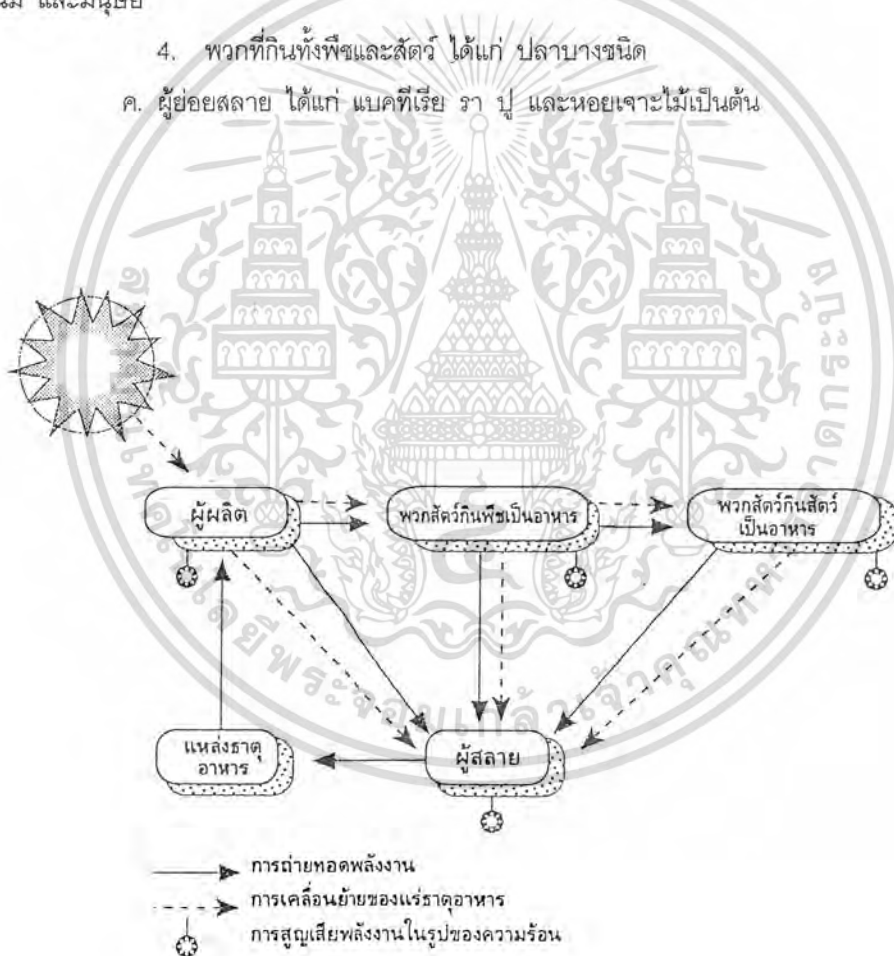 และมนุษย์
4. พวกที่กินทั้งพืชและสัตว์ ได้แก่ ปลาบางชนิด
ค. ผู้ย่อยสลาย ได้แก่ แบคทีเรีย รา ปู และหอยเจาะไม้เป็นต้น
ผู้ผลิต
พวกสัตว์กินพืชเป็นอาหาร
พวกสัตว์กินสัตว์
เป็นอาหาร
แหล่งธาตุ
อาหาร
ผู้สลาย
การถ่ายทอดพลังงาน
การเคลื่อนย้ายของแร่ธาตุอาหาร
การสูญเสียพลังงานในรูปของความร้อน